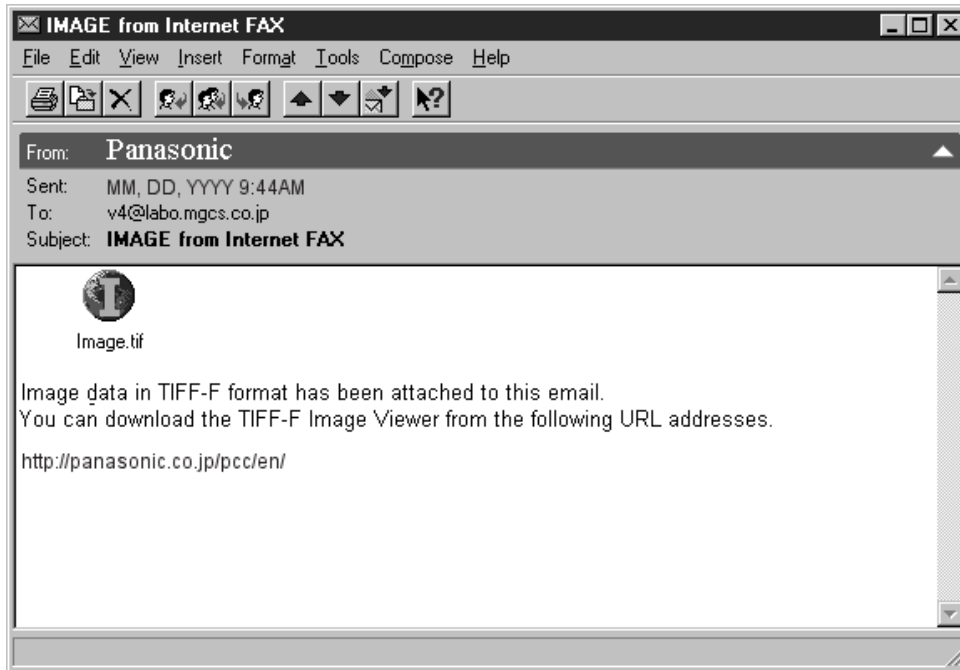 IMAGE from Internet FAX
File Edit View Insert Format Tools Compose Help
From: Panasonic
Sent: MM, DD, YYYY 9:44AM
To: v4@labo.mgcs.co.jp
Subject: IMAGE from Internet FAX
I
Image.tif
Image data in TIFF-F format has been attached to this email.
You can download the TIFF-F Image Viewer from the following URL addresses.
http://panasonic.co.jp/pcc/en/